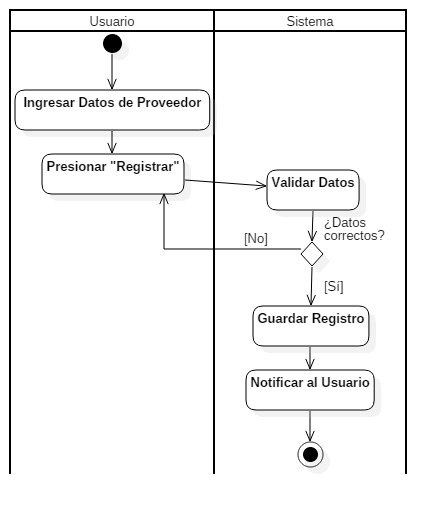 Usuario
Sistema
Ingresar Datos de Proveedor
Presionar "Registrar"
Validar Datos
¿Datos
correctos?
[No]
[Sí]
Guardar Registro
Notificar al Usuario